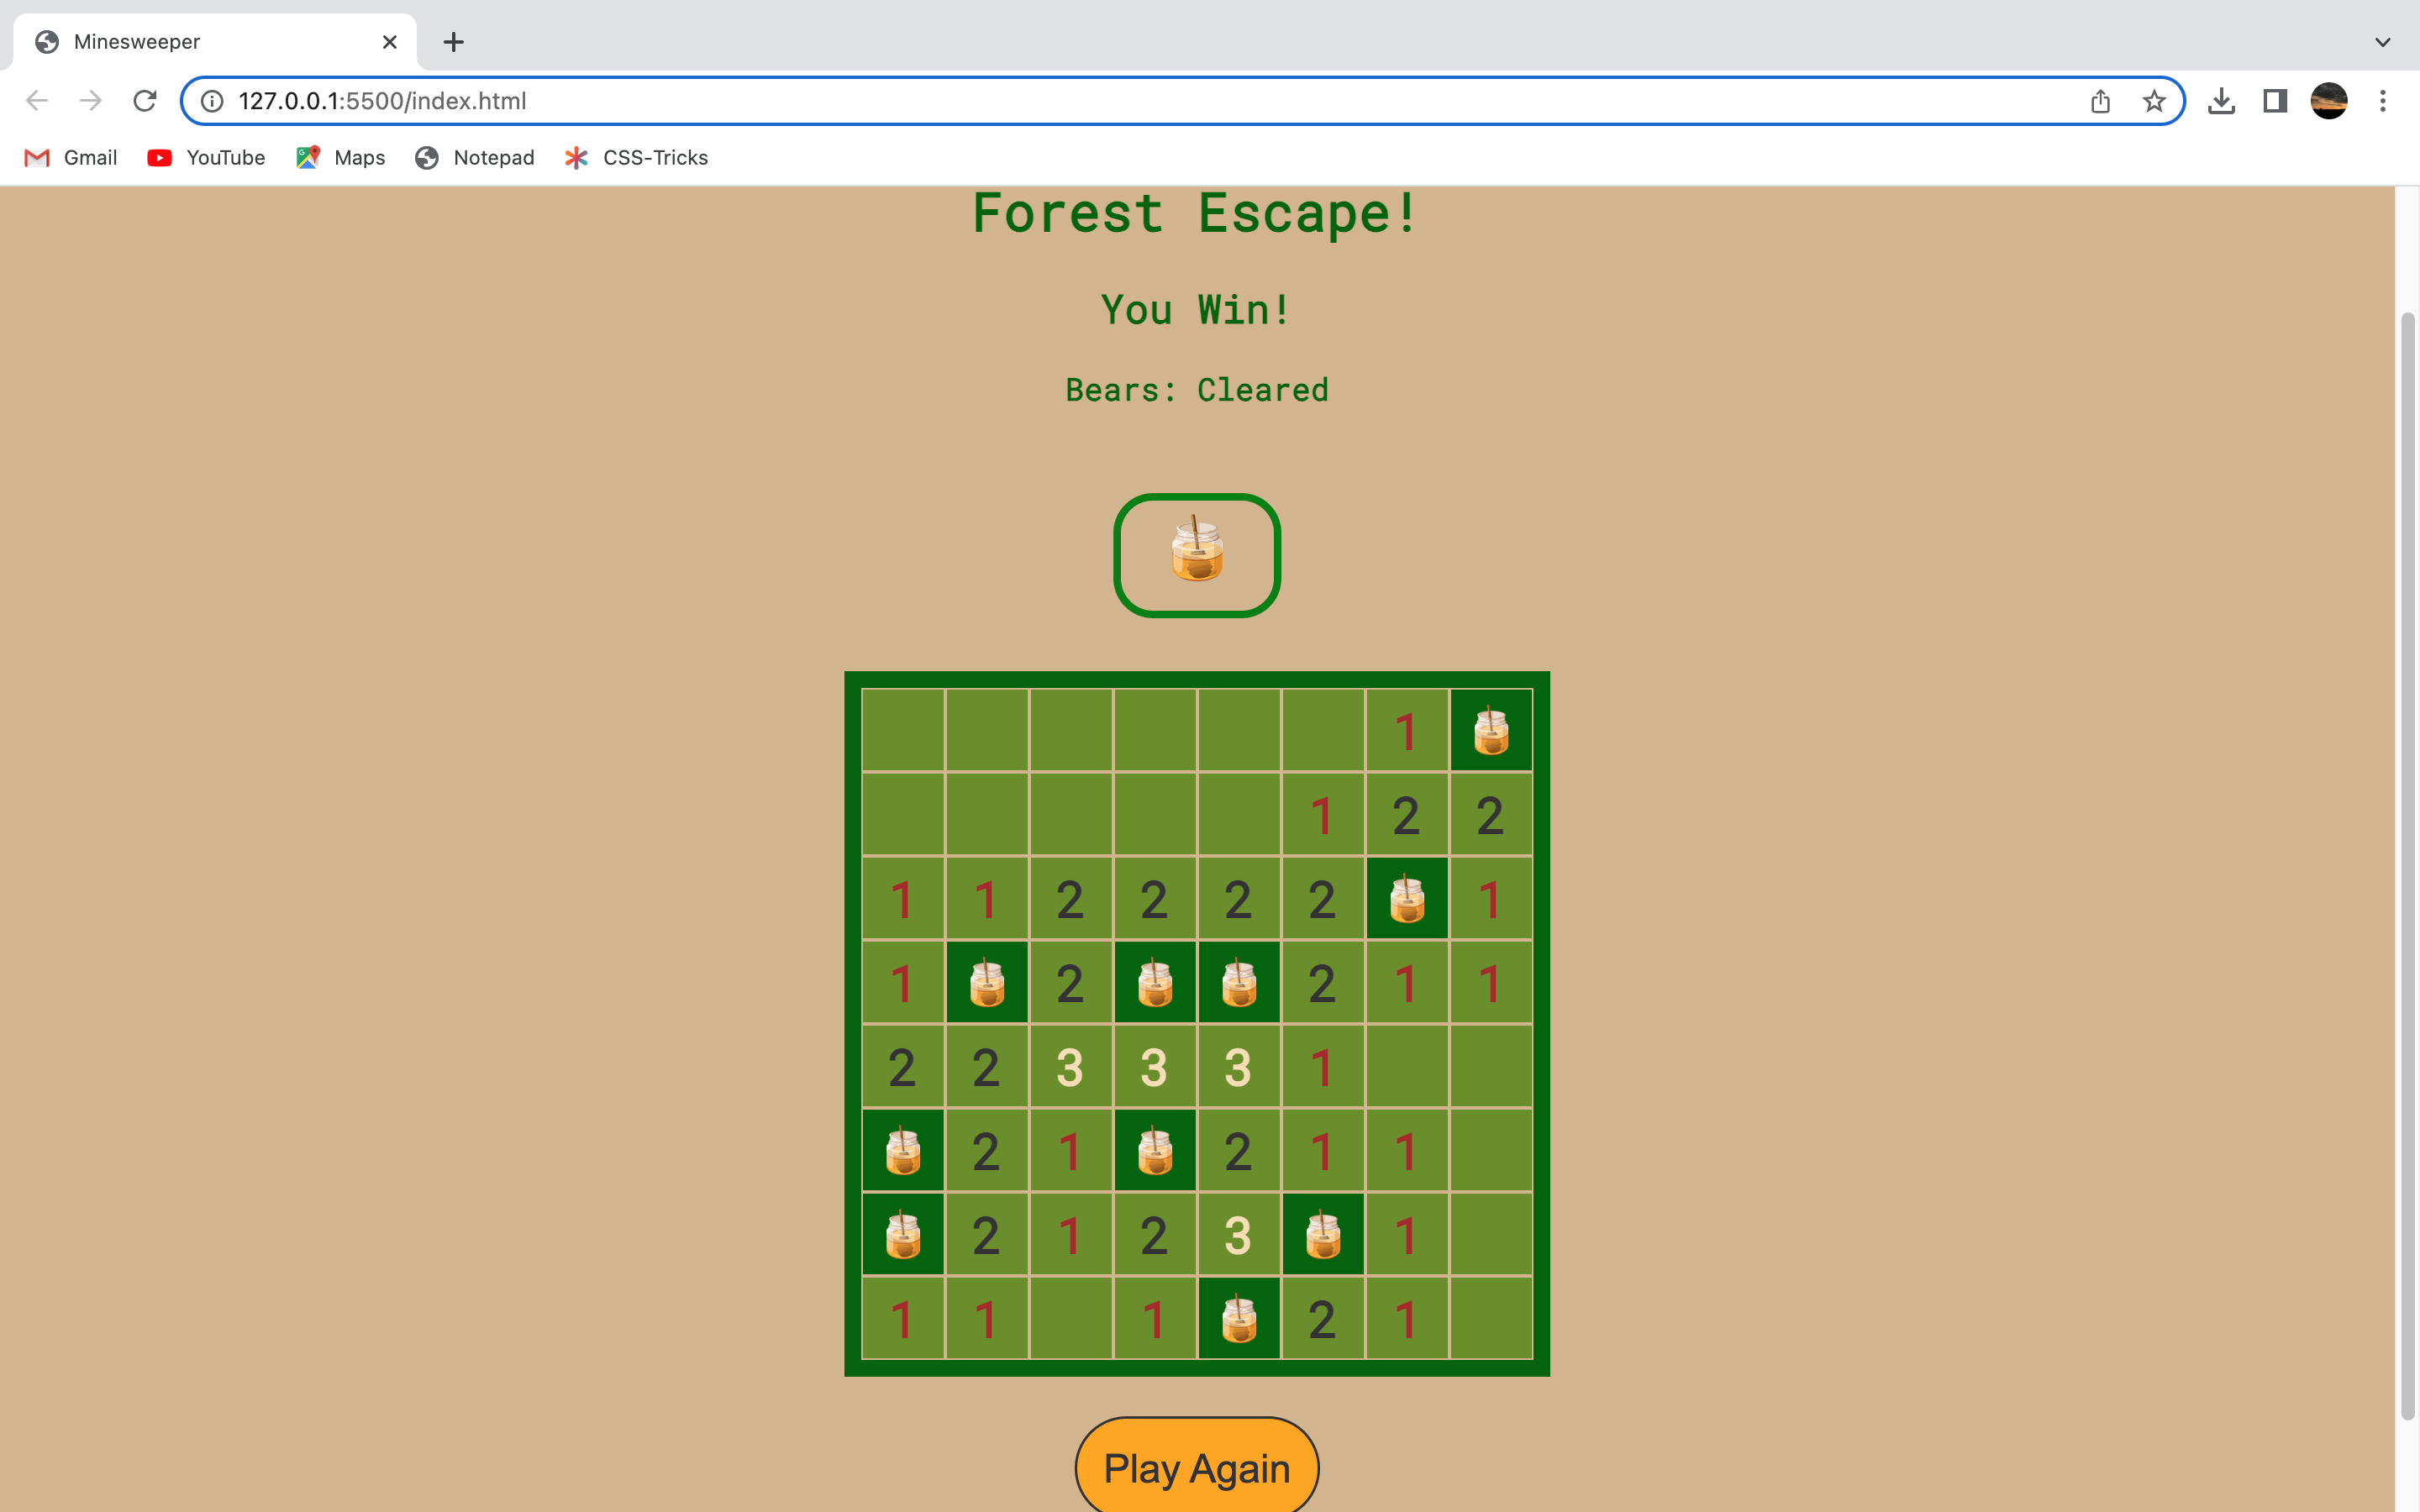 Minesweeper
127.0.0.1:5500/index.html
Gmail YouTube Maps Notepad CSS-Tricks
Forest Escape!
You Win!
Bears: Cleared
1
1 2 2
1 1 2 2 2 2 1
1 2 2 1 1
2 2 3 3 3 1
2 1 2 1 1
2 1 2 3 1
1 1 1 2 1
Play Again